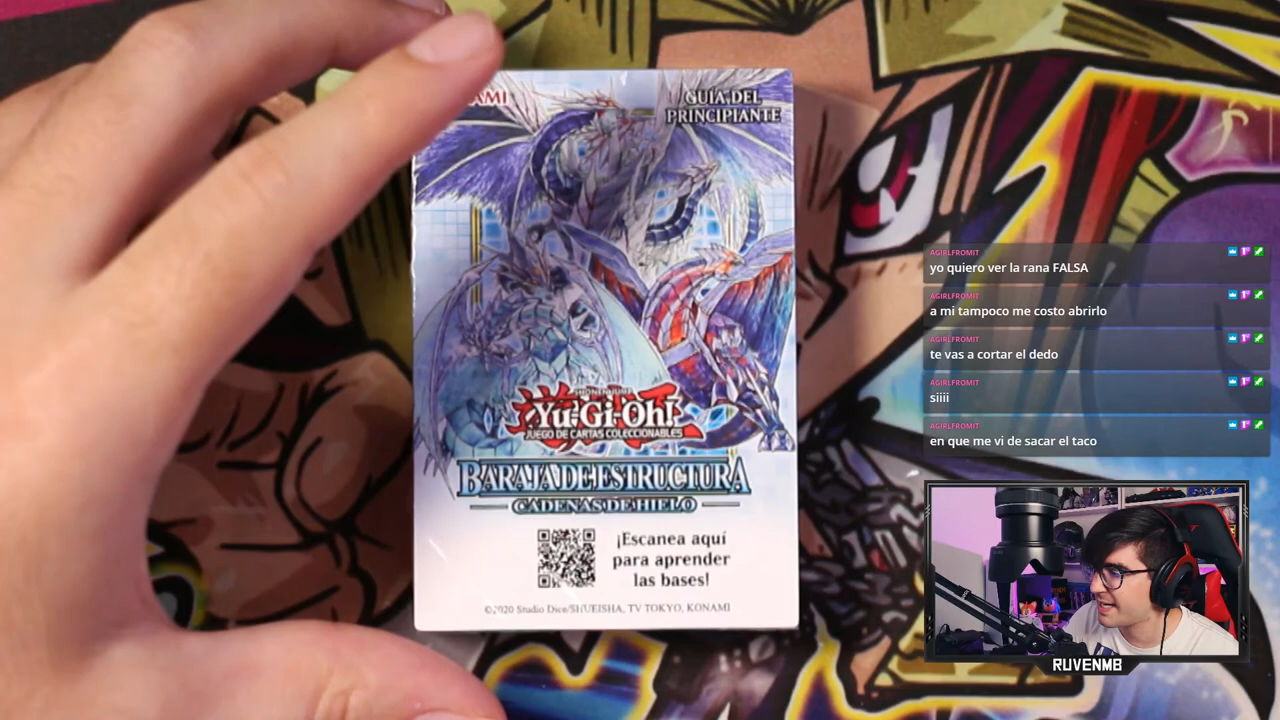 AMI
GUÍA DEL
PRINCIPIANTE
SHONEN JUMP
Yu-Gi-Oh!
JUEGO DE CARTAS COLECCIONABLES
BARAJA DE ESTRUCTURA
CADENAS DE HIELO
¡Escanea aquí
para aprender
las bases!
©2020 Studio Dice/SHUEISHA, TV TOKYO, KONAMI
AGIRLFROMIT
yo quiero ver la rana FALSA
AGIRLFROMIT
a mi tampoco me costo abrirlo
AGIRLFROMIT
te vas a cortar el dedo
AGIRLFROMIT
siiii
AGIRLFROMIT
en que me vi de sacar el taco
RUVENMB